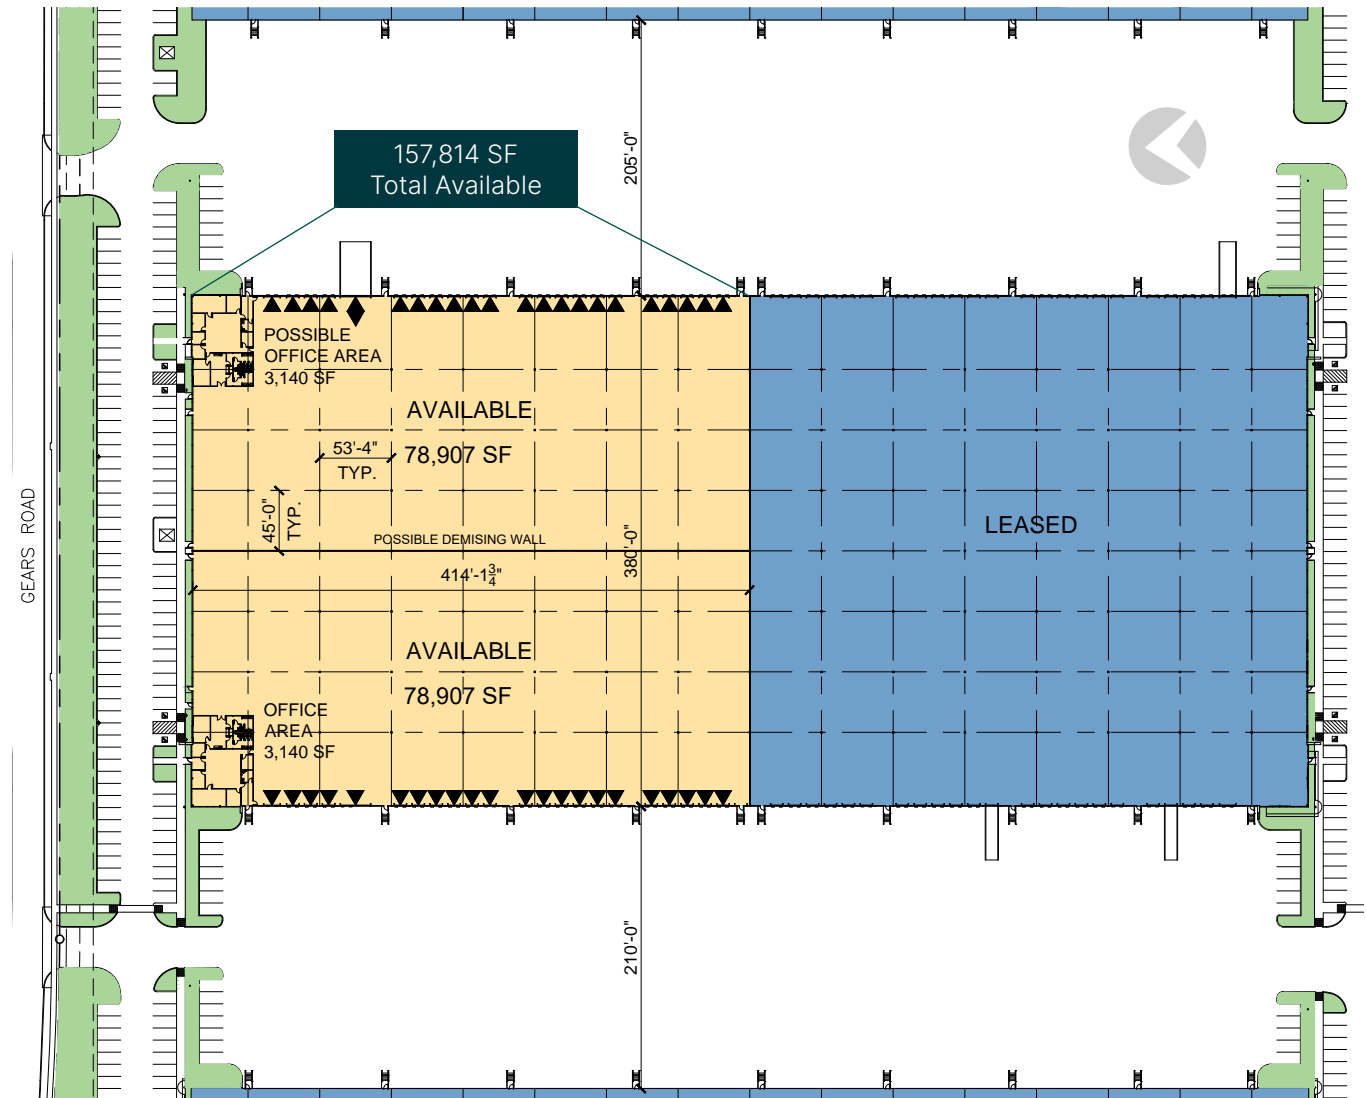 157,814 SF
Total Available
205'-0"
POSSIBLE
OFFICE AREA
3,140 SF
AVAILABLE
78,907 SF
53'-4"
TYP.
45'-0"
TYP.
POSSIBLE DEMISING WALL
380'-0"
414'-1¾"
LEASED
GEARS ROAD
AVAILABLE
78,907 SF
OFFICE
AREA
3,140 SF
210'-0"